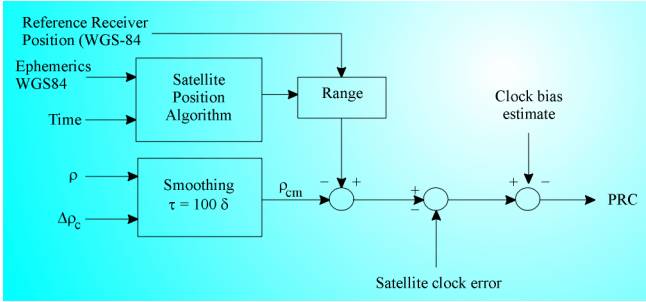 Reference Receiver
Position (WGS-84
Ephemerics
WGS84
Time
Satellite
Position
Algorithm
Range
Clock bias
estimate
ρ
Δρc
Smoothing
τ = 100 δ
ρcm
− +
+
−
+ −
PRC
Satellite clock error